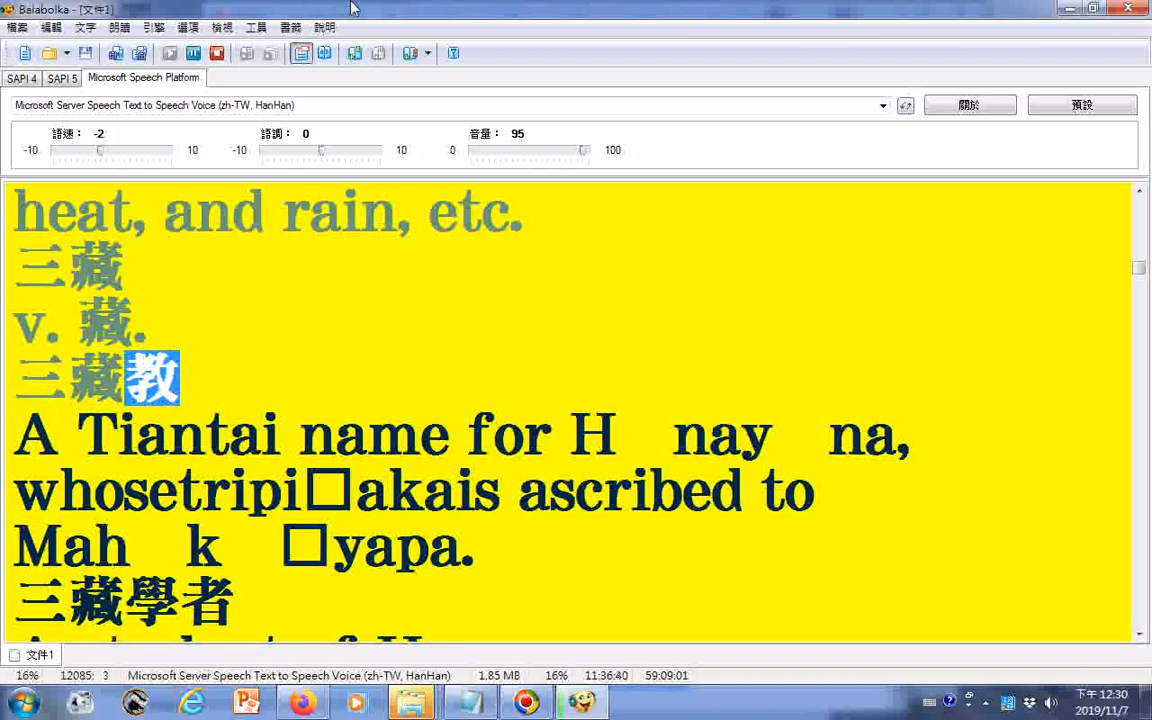 Balabolka - [文件1]
檔案 編輯 文字 朗讀 引擎 選項 檢視 工具 書籤 說明
SAPI 4 SAPI 5 Microsoft Speech Platform
Microsoft Server Speech Text to Speech Voice (zh-TW, HanHan) 關於 預設
語速： -2 語調： 0 音量： 95
-10 10 -10 10 0 100
heat, and rain, etc.
三藏
v. 藏.
三藏教
A Tiantai name for H nay na,
whosetripi□akais ascribed to
Mah k □yapa.
三藏學者
文件1
16% 12085: 3 Microsoft Server Speech Text to Speech Voice (zh-TW, HanHan) 1.85 MB 16% 11:36:40 59:09:01
下午 12:30
2019/11/7